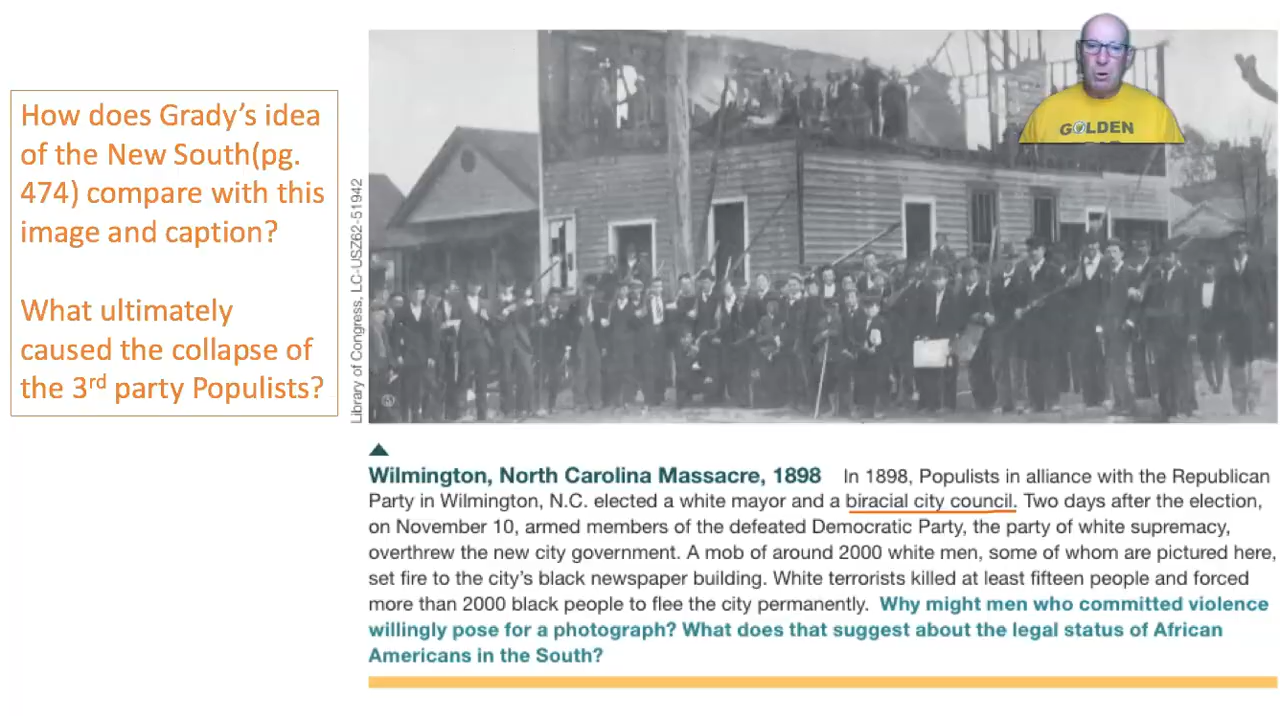 How does Grady's idea
of the New South(pg.
474) compare with this
image and caption?
What ultimately
caused the collapse of
the 3rd party Populists?
Library of Congress, LC-USZ62-51942
GOLDEN
Wilmington, North Carolina Massacre, 1898 In 1898, Populists in alliance with the Republican
Party in Wilmington, N.C. elected a white mayor and a biracial city council. Two days after the election,
on November 10, armed members of the defeated Democratic Party, the party of white supremacy,
overthrew the new city government. A mob of around 2000 white men, some of whom are pictured here,
set fire to the city's black newspaper building. White terrorists killed at least fifteen people and forced
more than 2000 black people to flee the city permanently. Why might men who committed violence
willingly pose for a photograph? What does that suggest about the legal status of African
Americans in the South?